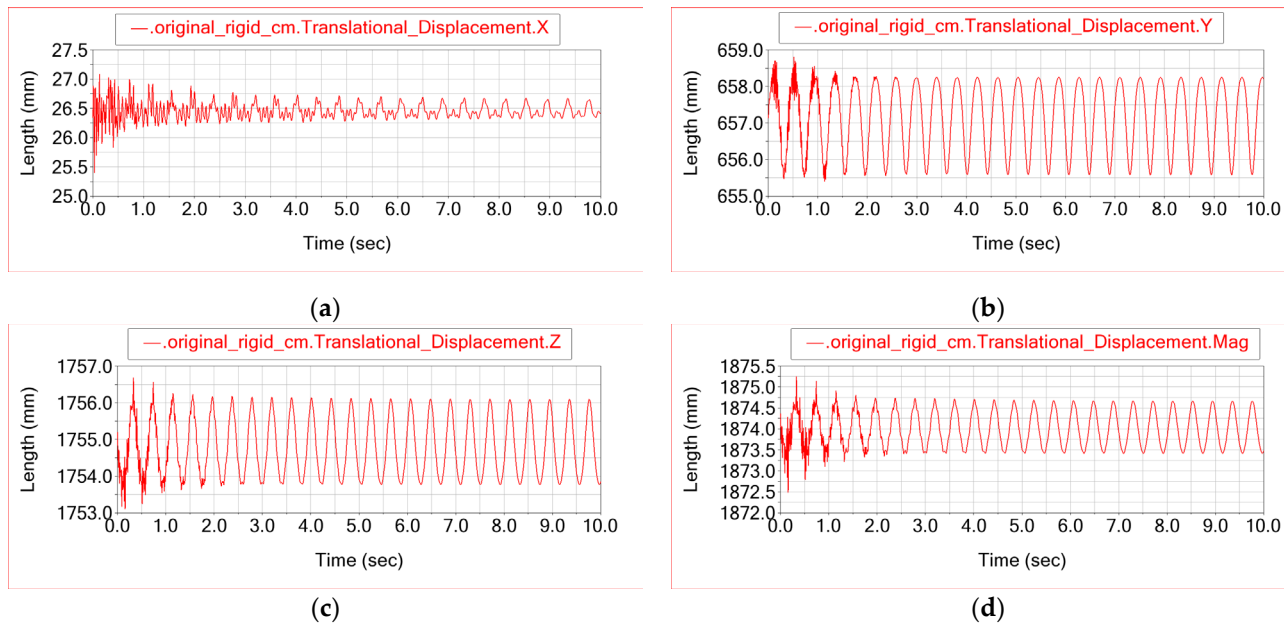 —.original_rigid_cm.Translational_Displacement.X
Length (mm)
27.5
27.0
26.5
26.0
25.5
25.0
0.0 1.0 2.0 3.0 4.0 5.0 6.0 7.0 8.0 9.0 10.0
Time (sec)
(a)
—.original_rigid_cm.Translational_Displacement.Y
Length (mm)
659.0
658.0
657.0
656.0
655.0
0.0 1.0 2.0 3.0 4.0 5.0 6.0 7.0 8.0 9.0 10.0
Time (sec)
(b)
—.original_rigid_cm.Translational_Displacement.Z
Length (mm)
1757.0
1756.0
1755.0
1754.0
1753.0
0.0 1.0 2.0 3.0 4.0 5.0 6.0 7.0 8.0 9.0 10.0
Time (sec)
(c)
—.original_rigid_cm.Translational_Displacement.Mag
Length (mm)
1875.5
1875.0
1874.5
1874.0
1873.5
1873.0
1872.5
1872.0
0.0 1.0 2.0 3.0 4.0 5.0 6.0 7.0 8.0 9.0 10.0
Time (sec)
(d)